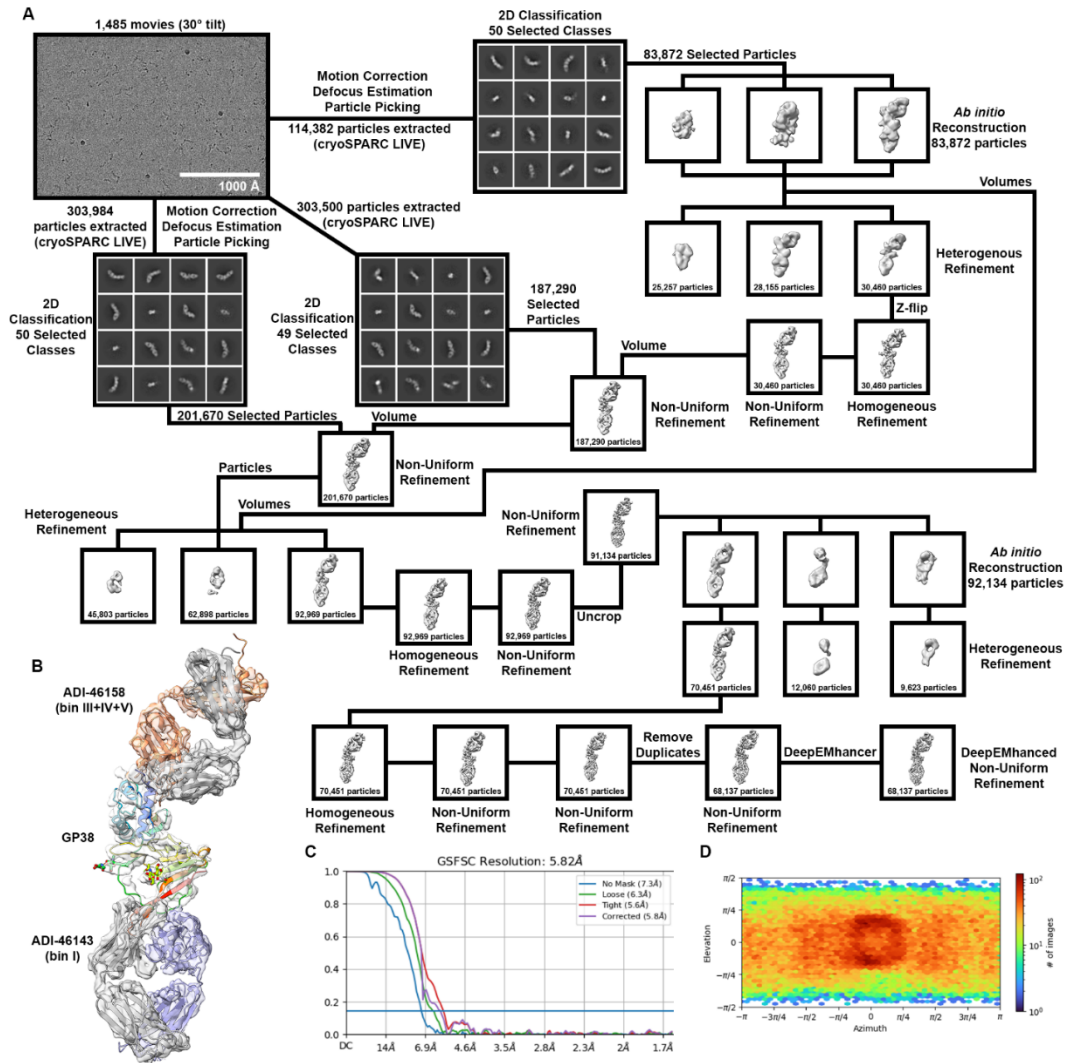 A
1,485 movies (30° tilt)
1000 Å
Motion Correction
Defocus Estimation
Particle Picking
114,382 particles extracted
(cryoSPARC LIVE)
2D Classification
50 Selected Classes
83,872 Selected Particles
Ab initio
Reconstruction
83,872 particles
Volumes
303,984
particles extracted
(cryoSPARC LIVE)
Motion Correction
Defocus Estimation
Particle Picking
303,500 particles extracted
(cryoSPARC LIVE)
25,257 particles
28,155 particles
30,460 particles
Heterogenous
Refinement
2D
Classification
50 Selected
Classes
2D
Classification
49 Selected
Classes
187,290
Selected
Particles
Z-flip
Volume
30,460 particles
30,460 particles
187,290 particles
Non-Uniform
Refinement
Non-Uniform
Refinement
Homogeneous
Refinement
201,670 Selected Particles
Volume
201,670 particles
Non-Uniform
Refinement
Particles
Volumes
Heterogeneous
Refinement
45,803 particles
62,898 particles
92,969 particles
92,969 particles
92,969 particles
Homogeneous
Refinement
Non-Uniform
Refinement
Uncrop
Non-Uniform
Refinement
91,134 particles
Ab initio
Reconstruction
92,134 particles
70,451 particles
12,060 particles
9,623 particles
Heterogeneous
Refinement
70,451 particles
70,451 particles
70,451 particles
Remove
Duplicates
68,137 particles
DeepEMhancer
68,137 particles
DeepEMhanced
Non-Uniform
Refinement
Homogeneous
Refinement
Non-Uniform
Refinement
Non-Uniform
Refinement
Non-Uniform
Refinement
B
ADI-46158
(bin III+IV+V)
GP38
ADI-46143
(bin I)
C
GSFSC Resolution: 5.82Å
No Mask (7.3Å)
Loose (6.3Å)
Tight (5.6Å)
Corrected (5.8Å)
1.0
0.8
0.6
0.4
0.2
0.0
DC 14Å 6.9Å 4.6Å 3.5Å 2.8Å 2.3Å 2Å 1.7Å
D
Elevation
π/2
π/4
0
−π/4
−π/2
−π −3π/4 −π/2 −π/4 0 π/4 π/2 3π/4 π
Azimuth
10²
10¹
10⁰
# of images